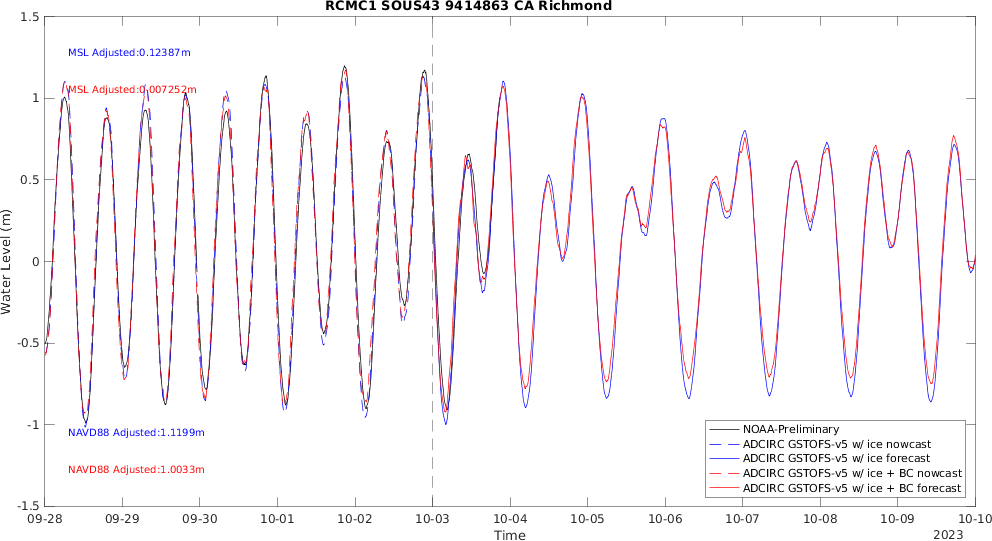 RCMC1 SOUS43 9414863 CA Richmond
1.5
1
0.5
0
-0.5
-1
-1.5
Water Level (m)
MSL Adjusted:0.12387m
MSL Adjusted:0.007252m
NAVD88 Adjusted:1.1199m
NAVD88 Adjusted:1.0033m
NOAA-Preliminary
ADCIRC GSTOFS-v5 w/ ice nowcast
ADCIRC GSTOFS-v5 w/ ice forecast
ADCIRC GSTOFS-v5 w/ ice + BC nowcast
ADCIRC GSTOFS-v5 w/ ice + BC forecast
09-28 09-29 09-30 10-01 10-02 10-03 10-04 10-05 10-06 10-07 10-08 10-09 10-10
Time
2023